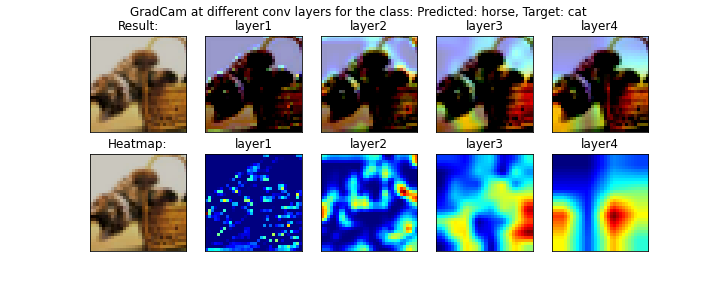 GradCam at different conv layers for the class: Predicted: horse, Target: cat
Result: layer1 layer2 layer3 layer4
Heatmap: layer1 layer2 layer3 layer4